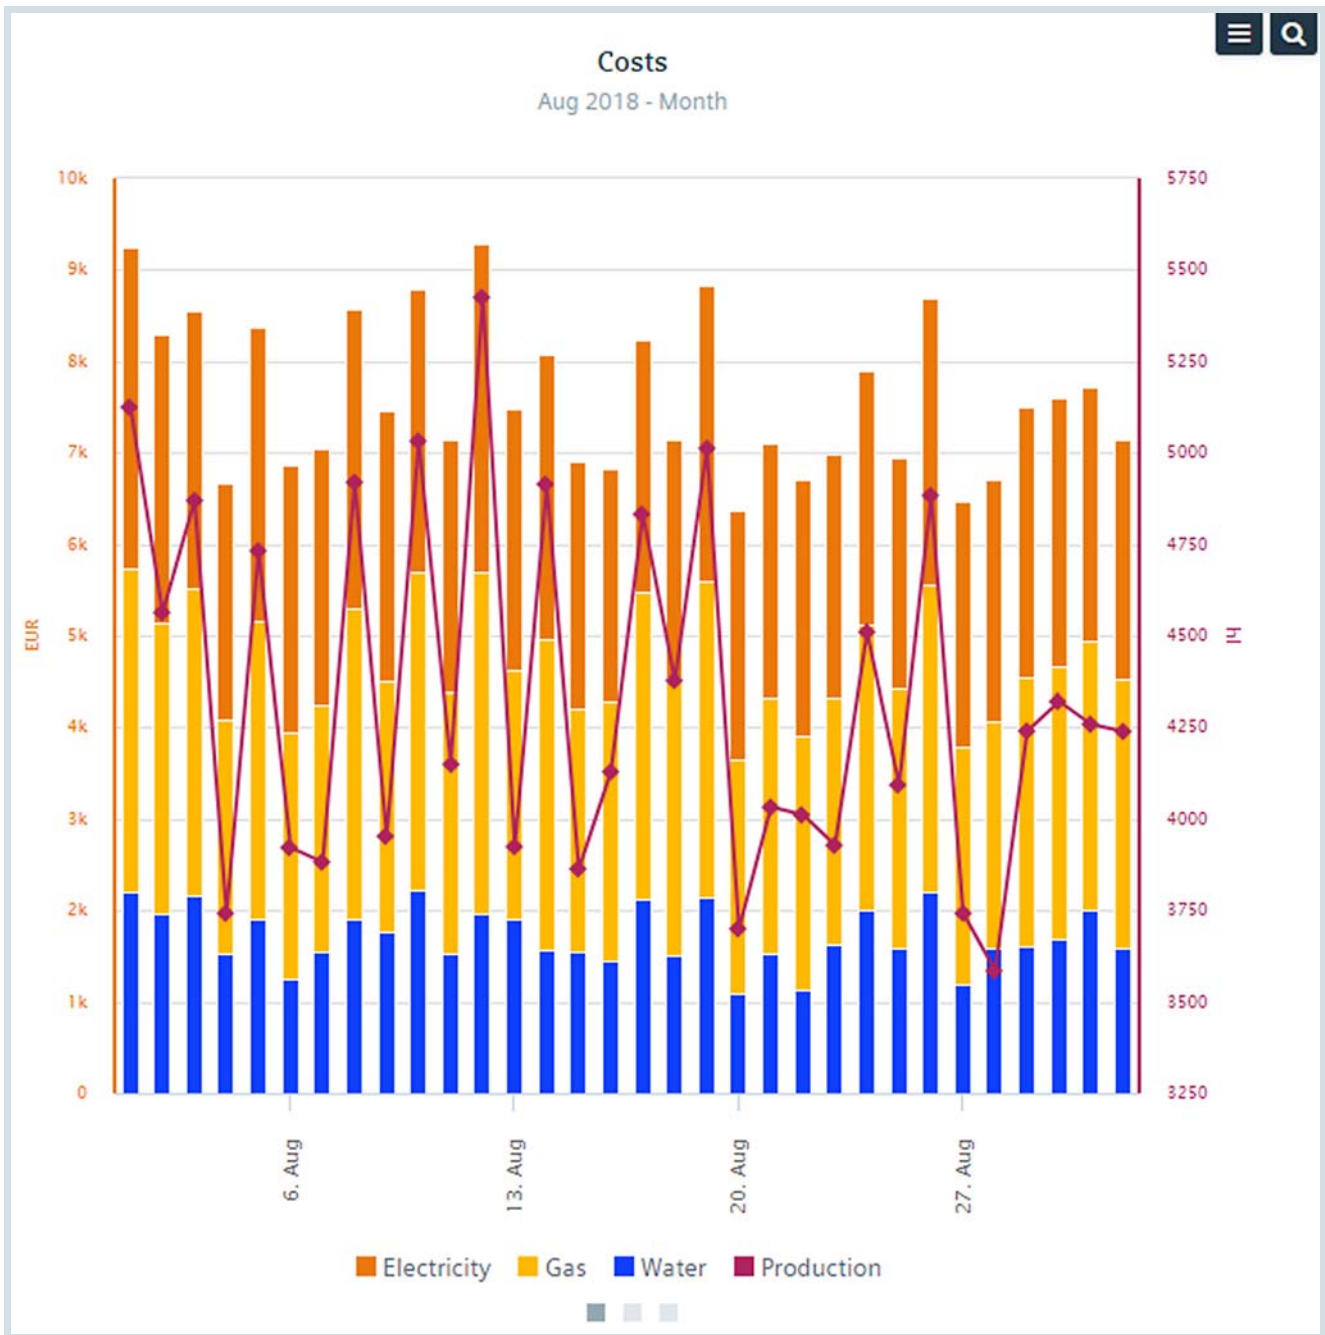 Costs
Aug 2018 - Month
10k
9k
8k
7k
6k
5k
4k
3k
2k
1k
0
EUR
5750
5500
5250
5000
4750
4500
4250
4000
3750
3500
3250
hl
6. Aug
13. Aug
20. Aug
27. Aug
Electricity Gas Water Production